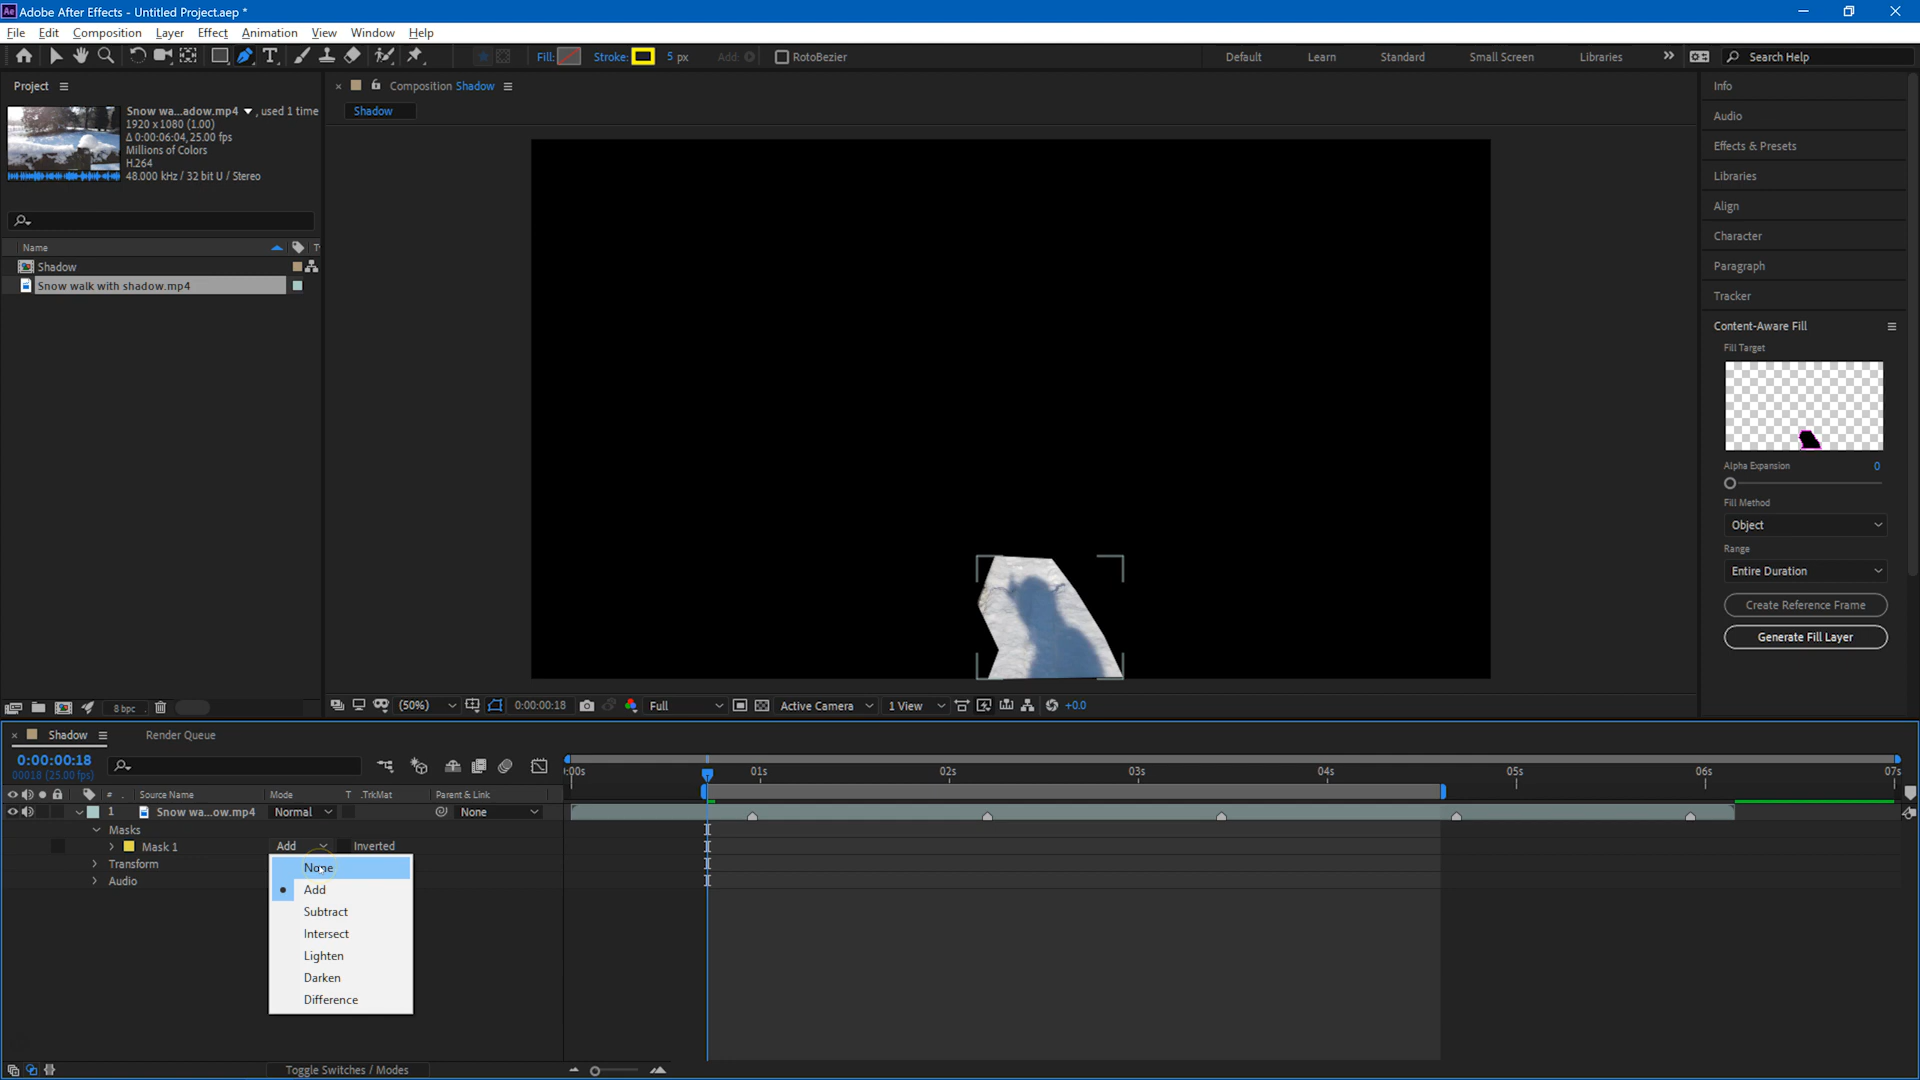 Ae Adobe After Effects - Untitled Project.aep *
File Edit Composition Layer Effect Animation View Window Help
Fill: Stroke: 5 px Add: RotoBezier Default Learn Standard Small Screen Libraries Search Help
Project
Snow wa...adow.mp4 , used 1 time
1920 x 1080 (1.00)
Δ 0:00:06:04, 25.00 fps
Millions of Colors
H.264
48.000 kHz / 32 bit U / Stereo
Name T
Shadow
Snow walk with shadow.mp4
8 bpc
Composition Shadow
Shadow
(50%) 0:00:00:18 Full Active Camera 1 View +0.0
Info
Audio
Effects & Presets
Libraries
Align
Character
Paragraph
Tracker
Content-Aware Fill
Fill Target
Alpha Expansion 0
Fill Method
Object
Range
Entire Duration
Create Reference Frame
Generate Fill Layer
Shadow Render Queue
0:00:00:18
00018 (25.00 fps)
:00s 01s 02s 03s 04s 05s 06s 07s
# Source Name Mode T .TrkMat Parent & Link
1 Snow wa...ow.mp4 Normal None
Masks
Mask 1 Add Inverted
Transform
Audio
None
Add
Subtract
Intersect
Lighten
Darken
Difference
Toggle Switches / Modes